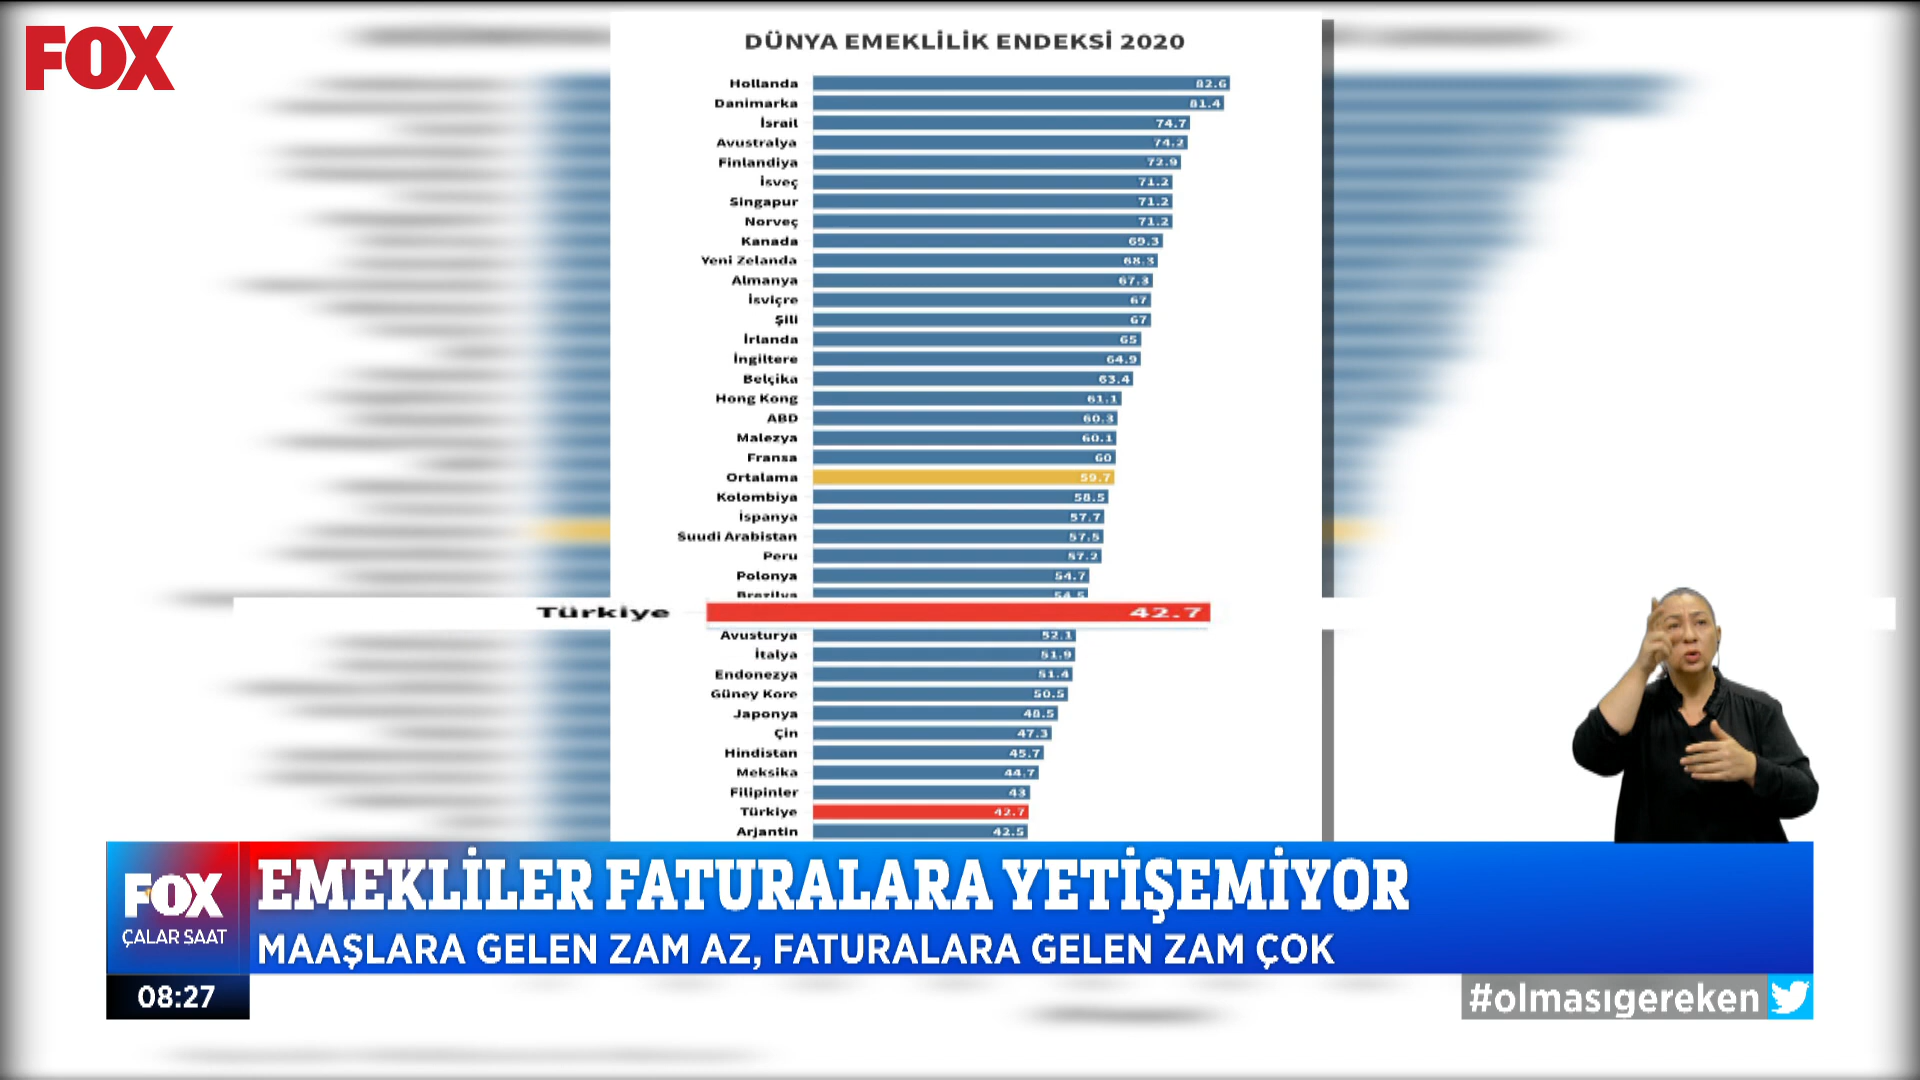 FOX
DÜNYA EMEKLİLİK ENDEKSİ 2020
Hollanda 82.6
Danimarka 81.4
İsrail 74.7
Avustralya 74.2
Finlandiya 72.9
İsveç 71.2
Singapur 71.2
Norveç 71.2
Kanada 69.3
Yeni Zelanda 68.3
Almanya 67.3
İsviçre 67
Şili 67
İrlanda 65
İngiltere 64.9
Belçika 63.4
Hong Kong 61.1
ABD 60.3
Malezya 60.1
Fransa 60
Ortalama 59.7
Kolombiya 58.5
İspanya 57.7
Suudi Arabistan 57.5
Peru 57.2
Polonya 54.7
Brezilya 54.5
Türkiye 42.7
Avusturya 52.1
İtalya 51.9
Endonezya 51.4
Güney Kore 50.5
Japonya 48.5
Çin 47.3
Hindistan 45.7
Meksika 44.7
Filipinler 43
Türkiye 42.7
Arjantin 42.5
FOX
ÇALAR SAAT
EMEKLİLER FATURALARA YETİŞEMİYOR
MAAŞLARA GELEN ZAM AZ, FATURALARA GELEN ZAM ÇOK
08:27
#olmasıgereken